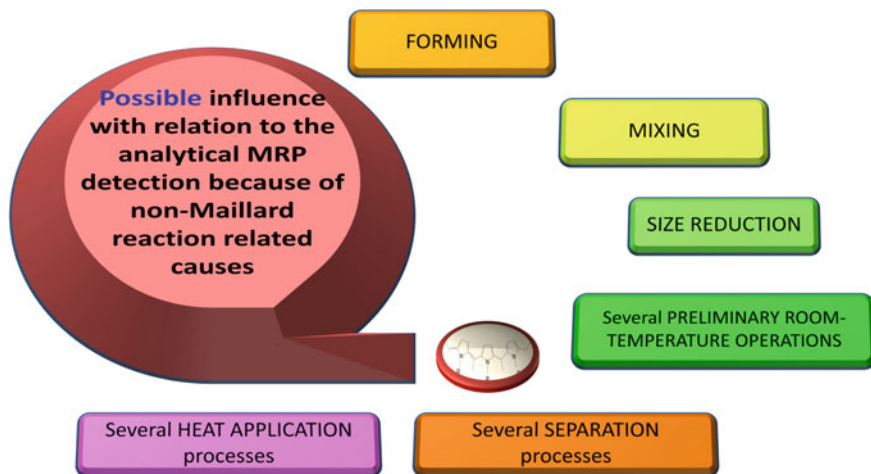 FORMING
Possible influence
with relation to the
analytical MRP
detection because of
non-Maillard
reaction related
causes
MIXING
SIZE REDUCTION
Several PRELIMINARY ROOM-
TEMPERATURE OPERATIONS
Several HEAT APPLICATION
processes
Several SEPARATION
processes